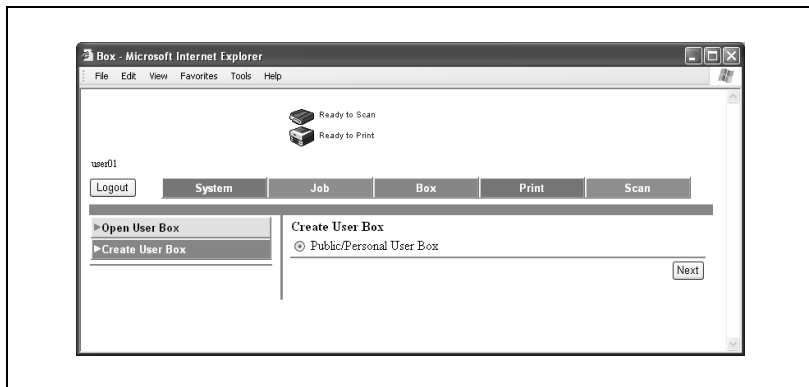 Box - Microsoft Internet Explorer
File Edit View Favorites Tools Help
Ready to Scan
Ready to Print
user01
Logout System Job Box Print Scan
Open User Box
Create User Box
Create User Box
Public/Personal User Box
Next